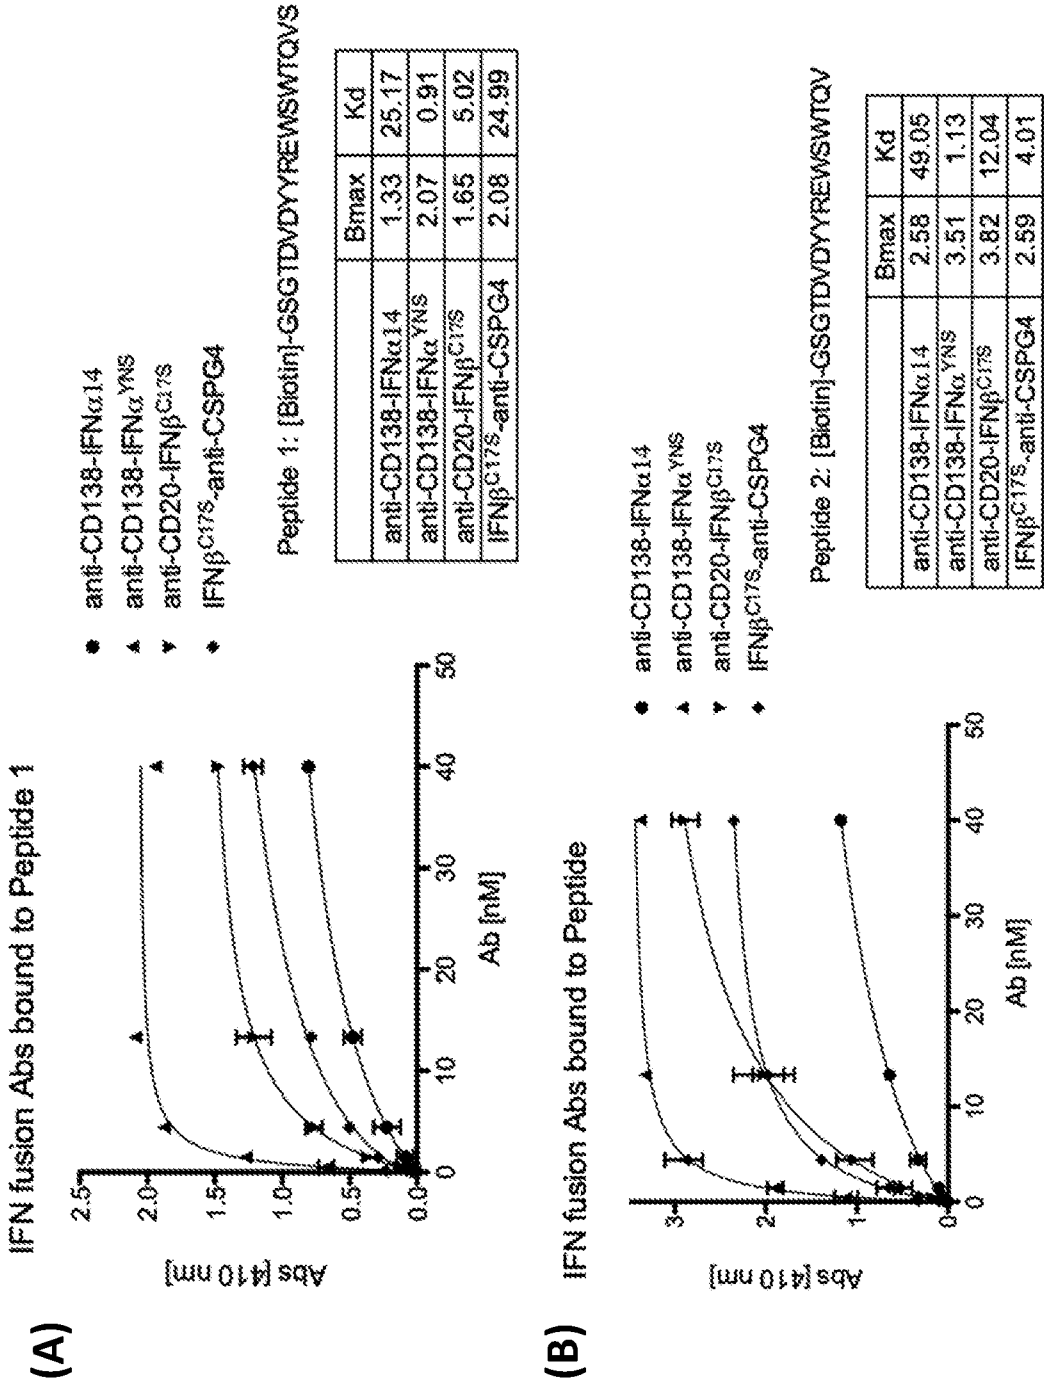 (A)
IFN fusion Abs bound to Peptide 1
Abs [410 nm]
2.5
2.0
1.5
1.0
0.5
0.0
0 10 20 30 40 50
Ab [nM]
anti-CD138-IFNα14
anti-CD138-IFNα^YNS
anti-CD20-IFNβ^C17S
IFNβ^C17S-anti-CSPG4
Peptide 1: [Biotin]-GSGTDVDYYREWSWTQVS
Bmax Kd
anti-CD138-IFNα14 1.33 25.17
anti-CD138-IFNα^YNS 2.07 0.91
anti-CD20-IFNβ^C17S 1.65 5.02
IFNβ^C17S-anti-CSPG4 2.08 24.99
(B)
IFN fusion Abs bound to Peptide
Abs [410 nm]
3
2
1
0
0 10 20 30 40 50
Ab [nM]
anti-CD138-IFNα14
anti-CD138-IFNα^YNS
anti-CD20-IFNβ^C17S
IFNβ^C17S-anti-CSPG4
Peptide 2: [Biotin]-GSGTDVDYYREWSWTQV
Bmax Kd
anti-CD138-IFNα14 2.58 49.05
anti-CD138-IFNα^YNS 3.51 1.13
anti-CD20-IFNβ^C17S 3.82 12.04
IFNβ^C17S-anti-CSPG4 2.59 4.01